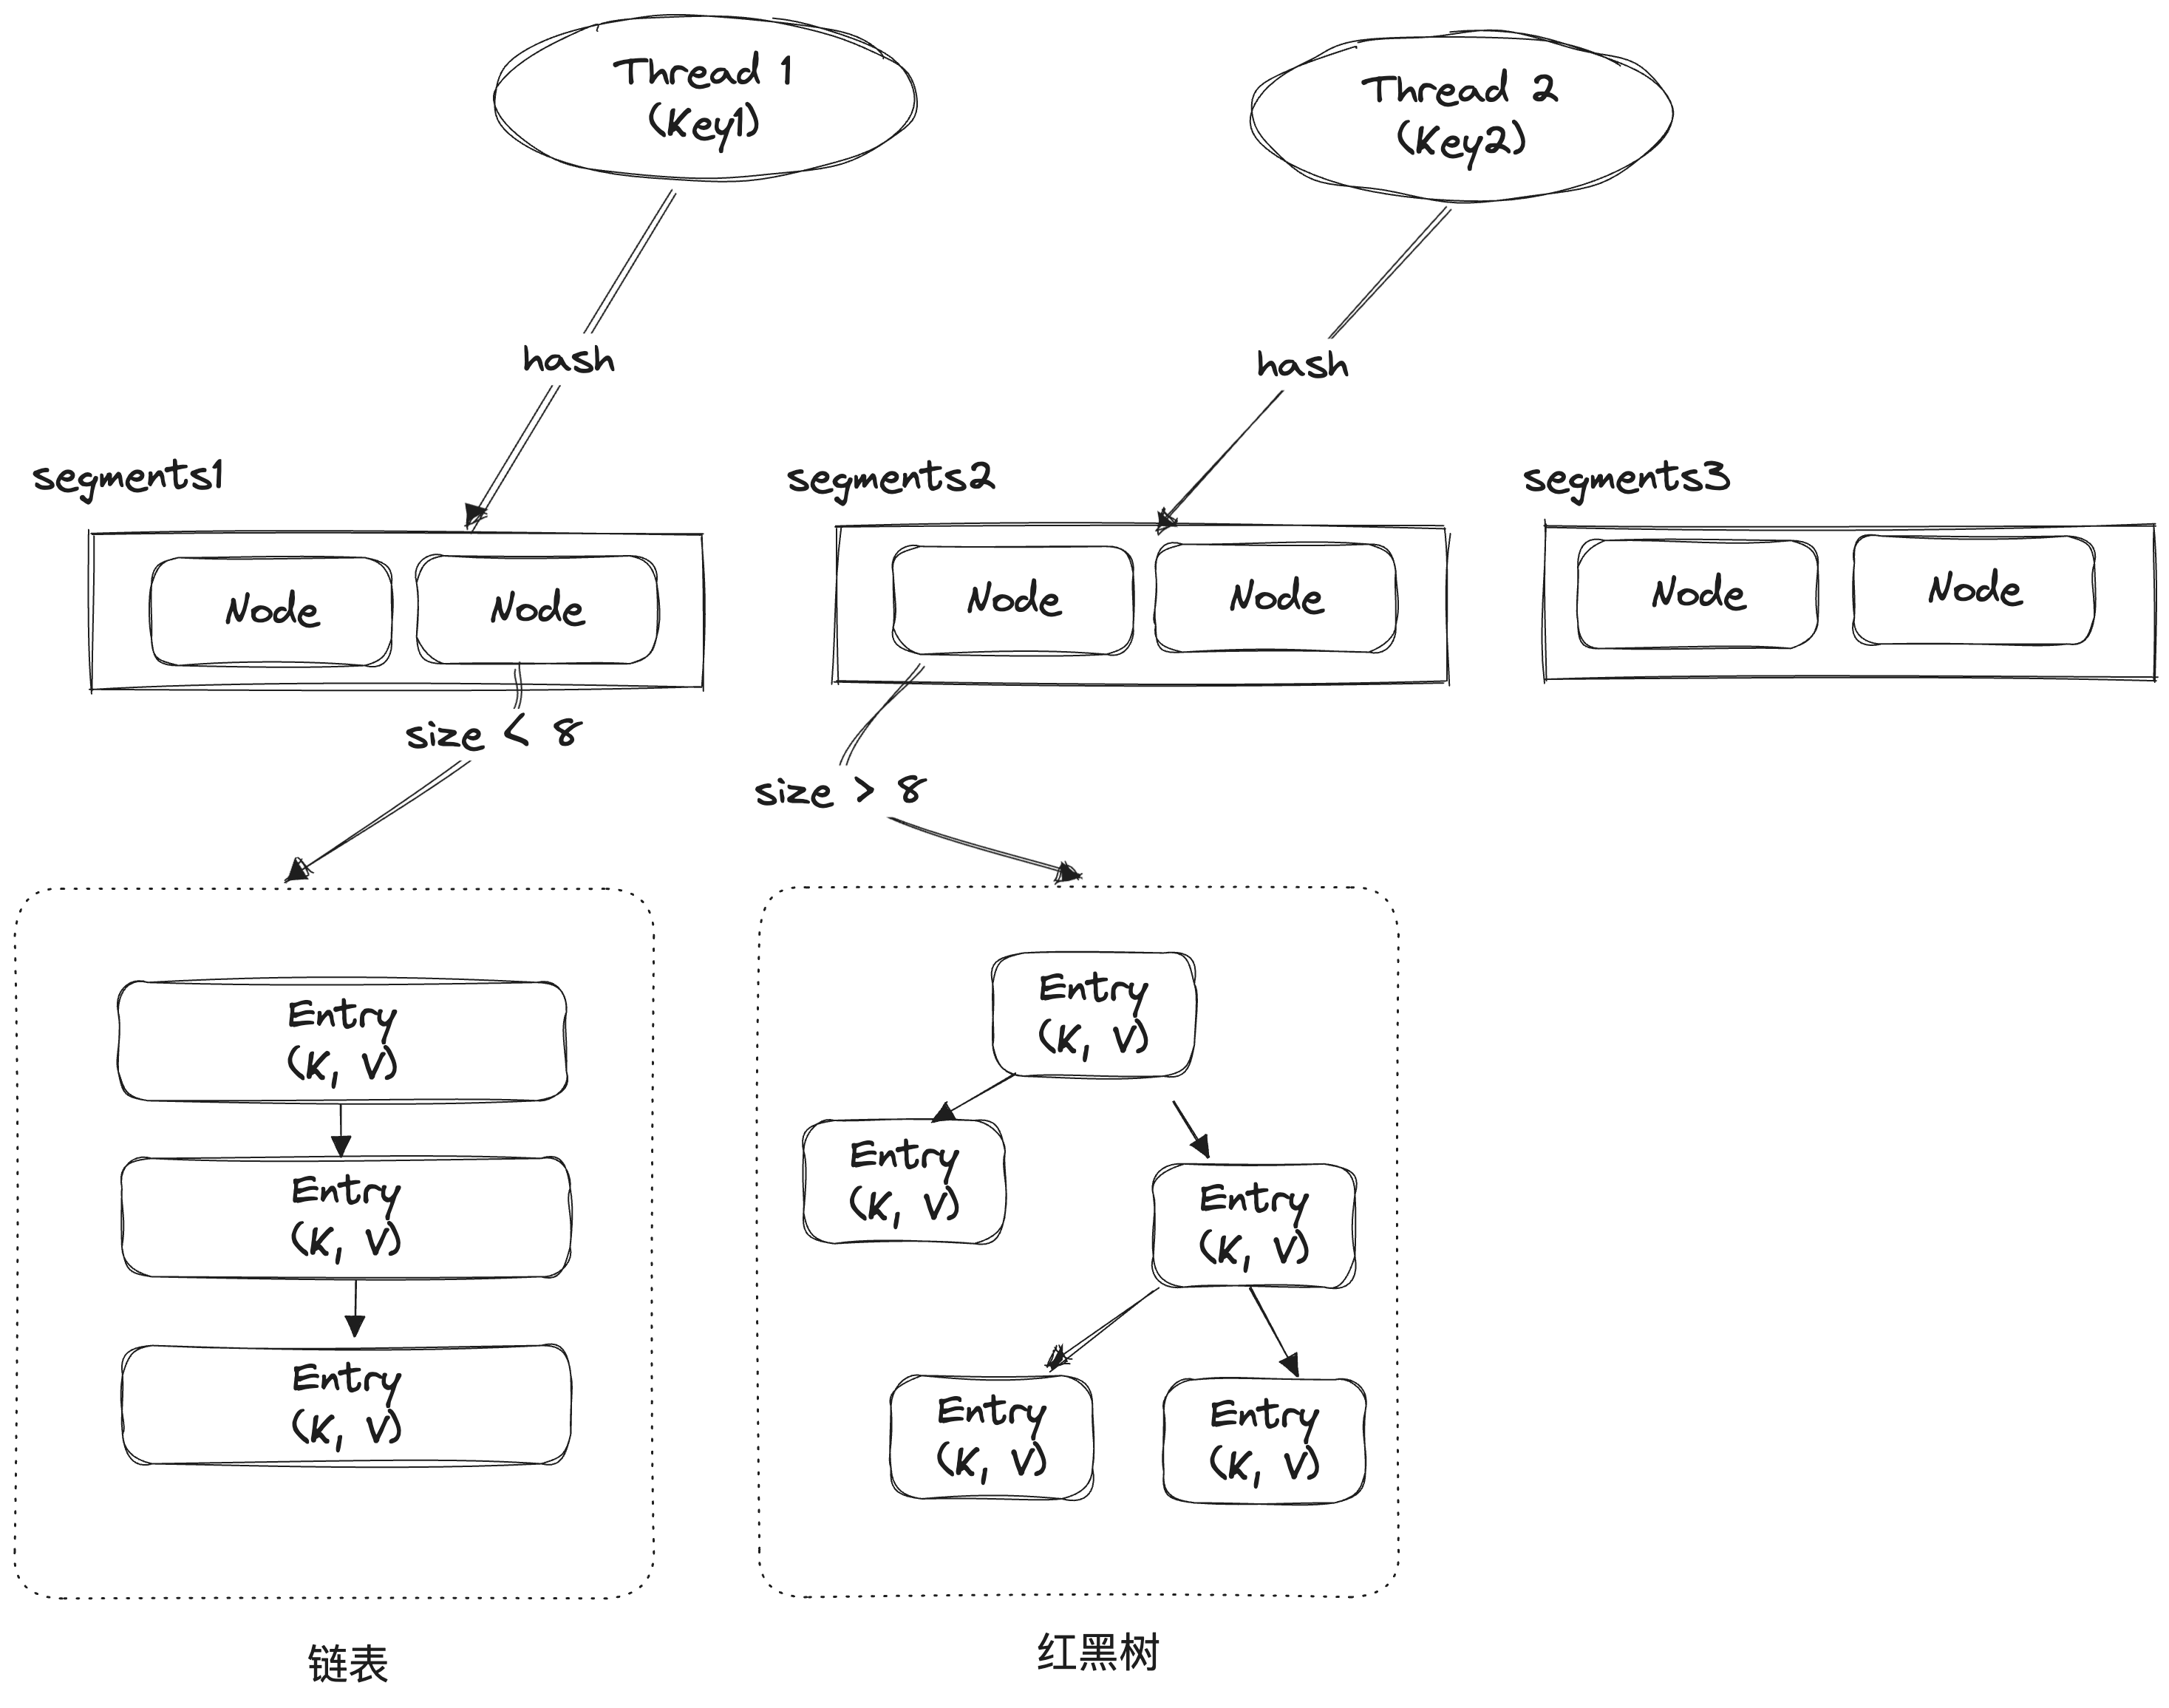 Thread 1
(Key1)
Thread 2
(Key2)
hash
hash
segments1
segments2
segments3
Node
Node
Node
Node
Node
Node
size < 8
size > 8
Entry
(K, V)
Entry
(K, V)
Entry
(K, V)
Entry
(K, V)
Entry
(K, V)
Entry
(K, V)
Entry
(K, V)
Entry
(K, V)
链表
红黑树